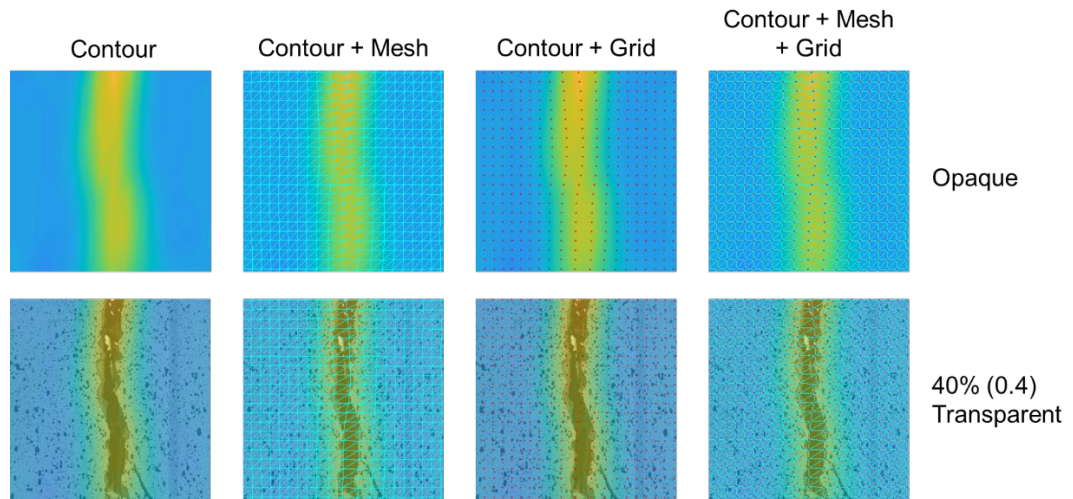 Contour
Contour + Mesh
Contour + Grid
Contour + Mesh
+ Grid
Opaque
40% (0.4)
Transparent